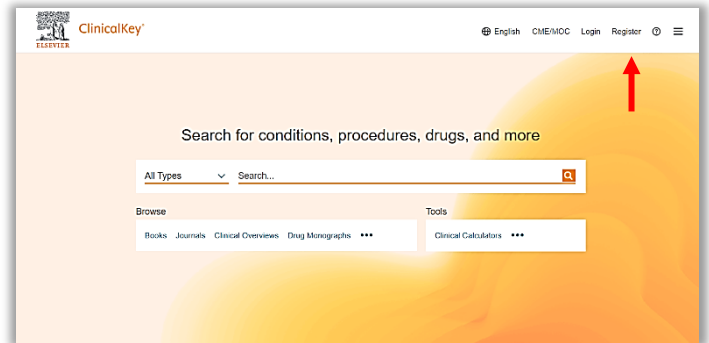 ClinicalKey®
ELSEVIER
English CME/MOC Login Register
Search for conditions, procedures, drugs, and more
All Types Search...
Browse Tools
Books Journals Clinical Overviews Drug Monographs ••• Clinical Calculators •••